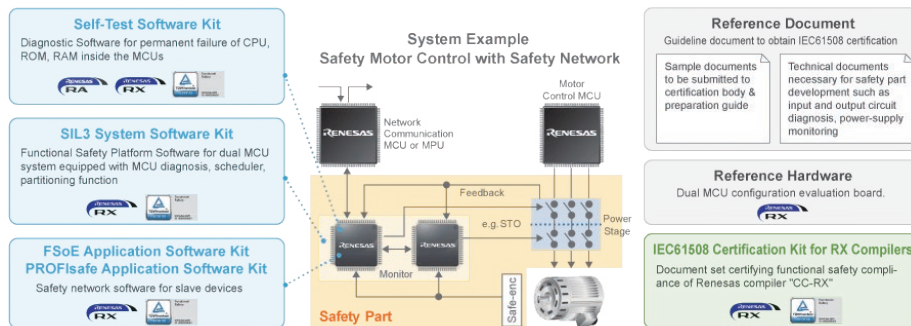 Self-Test Software Kit
Diagnostic Software for permanent failure of CPU,
ROM, RAM inside the MCUs
RENESAS
RA
RENESAS
RX
SIL3 System Software Kit
Functional Safety Platform Software for dual MCU
system equipped with MCU diagnosis, scheduler,
partitioning function
RENESAS
RX
FSoE Application Software Kit
PROFIsafe Application Software Kit
Safety network software for slave devices
RENESAS
RX
System Example
Safety Motor Control with Safety Network
RENESAS
Network
Communication
MCU or MPU
Motor
Control MCU
RENESAS
Feedback
e.g. STO
Power
Stage
RENESAS
RENESAS
Monitor
Safe-enc
Safety Part
Reference Document
Guideline document to obtain IEC61508 certification
Sample documents
to be submitted to
certification body &
preparation guide
Technical documents
necessary for safety part
development such as
input and output circuit
diagnosis, power-supply
monitoring
Reference Hardware
Dual MCU configuration evaluation board.
RENESAS
RX
IEC61508 Certification Kit for RX Compilers
Document set certifying functional safety compli-
ance of Renesas compiler "CC-RX"
RENESAS
RX